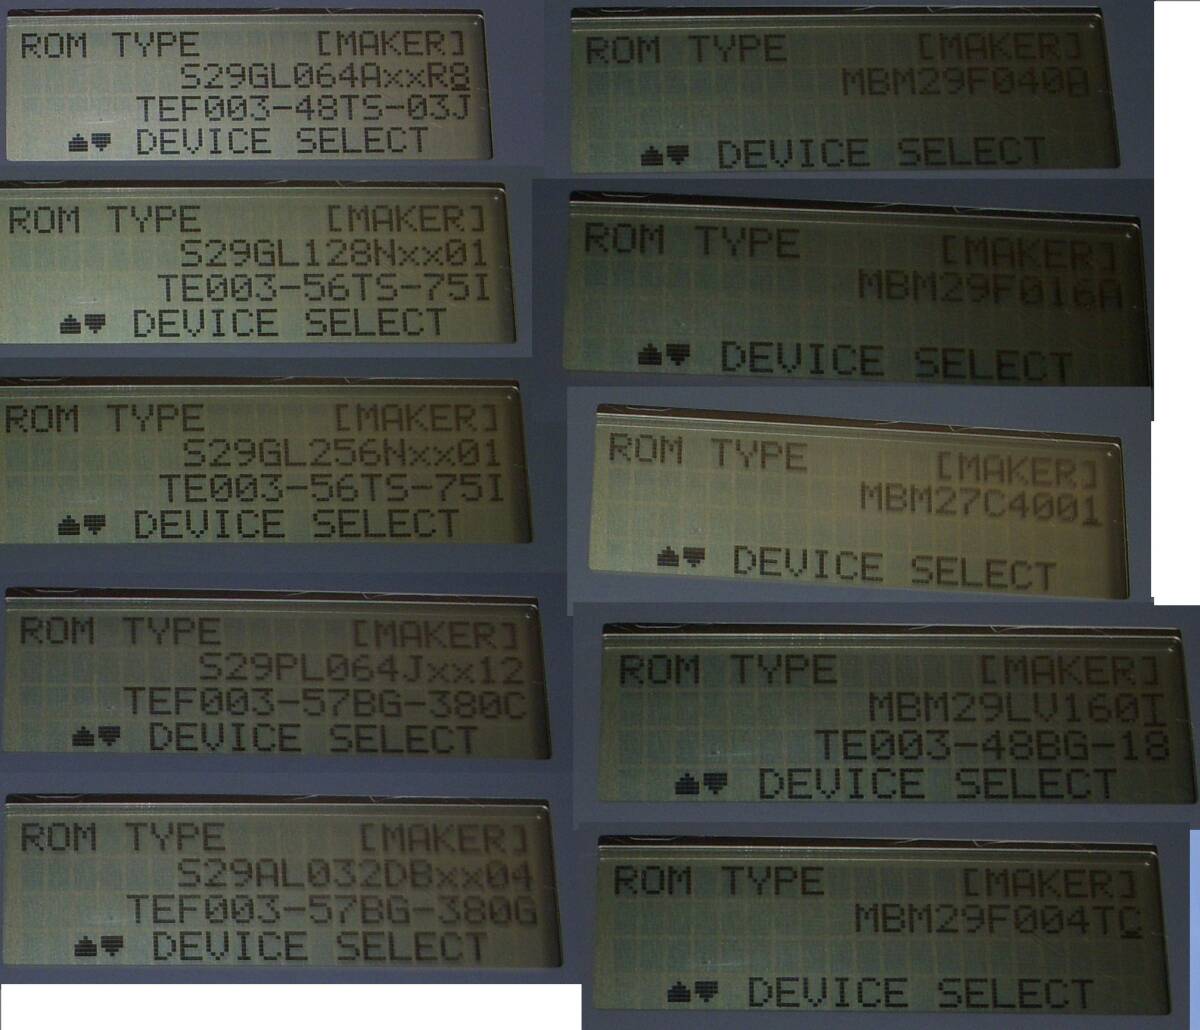 ROM TYPE [MAKER]
S29GL064AxxR8
TEF003-48TS-03J
DEVICE SELECT
ROM TYPE [MAKER]
S29GL128Nxx01
TE003-56TS-75I
DEVICE SELECT
ROM TYPE [MAKER]
S29GL256Nxx01
TE003-56TS-75I
DEVICE SELECT
ROM TYPE [MAKER]
S29PL064Jxx12
TEF003-57BG-380C
DEVICE SELECT
ROM TYPE [MAKER]
S29AL032DBxx04
TEF003-57BG-380G
DEVICE SELECT
ROM TYPE [MAKER]
MBM29F040A
DEVICE SELECT
ROM TYPE [MAKER]
MBM29F016A
DEVICE SELECT
ROM TYPE [MAKER]
MBM27C4001
DEVICE SELECT
ROM TYPE [MAKER]
MBM29LV160I
TE003-48BG-18
DEVICE SELECT
ROM TYPE [MAKER]
MBM29F004TC
DEVICE SELECT